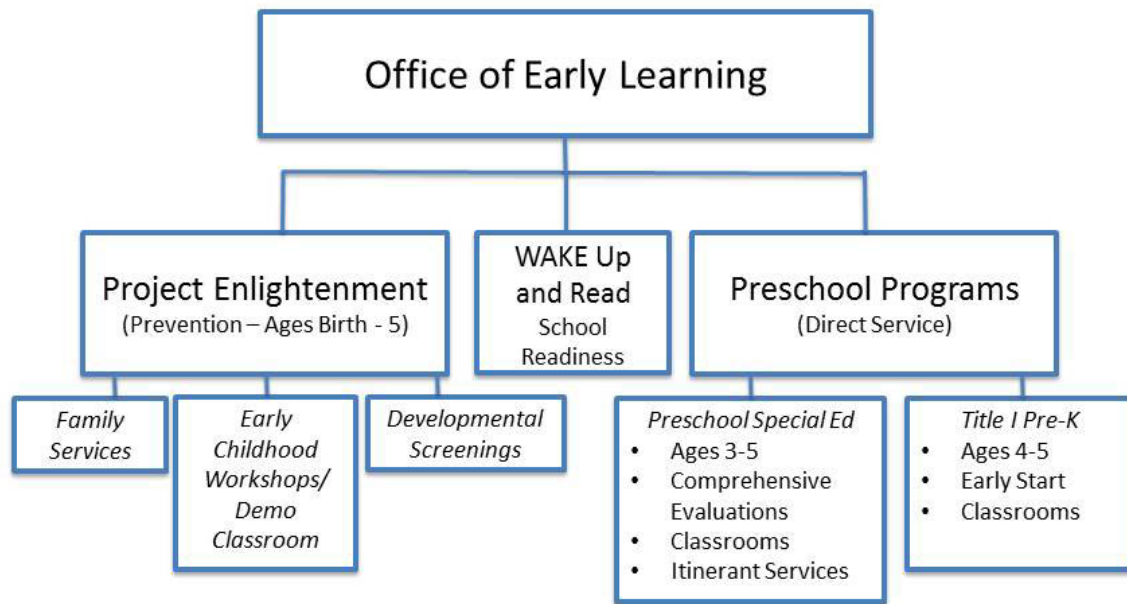 Office of Early Learning
Project Enlightenment
(Prevention – Ages Birth - 5)
WAKE Up
and Read
School
Readiness
Preschool Programs
(Direct Service)
Family
Services
Early
Childhood
Workshops/
Demo
Classroom
Developmental
Screenings
Preschool Special Ed
• Ages 3-5
• Comprehensive
Evaluations
• Classrooms
• Itinerant Services
Title I Pre-K
• Ages 4-5
• Early Start
• Classrooms